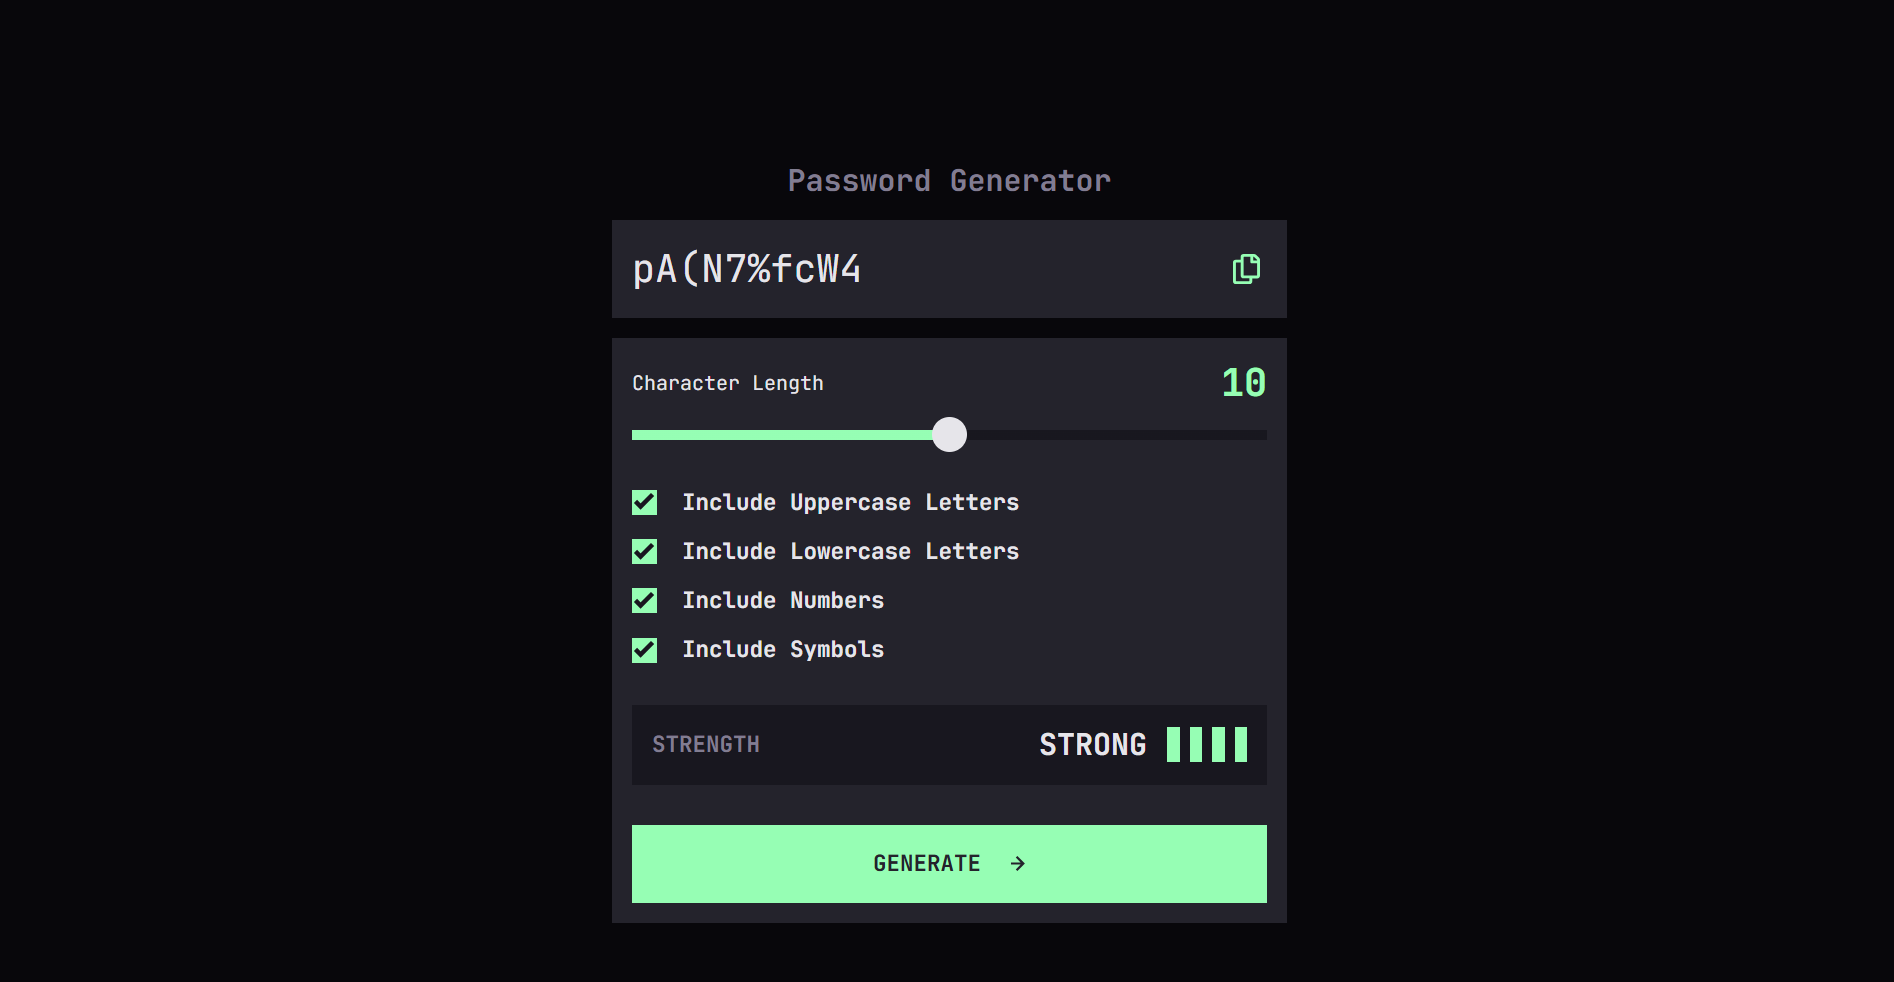 Password Generator
pA(N7%fcW4
Character Length 10
Include Uppercase Letters
Include Lowercase Letters
Include Numbers
Include Symbols
STRENGTH STRONG
GENERATE →